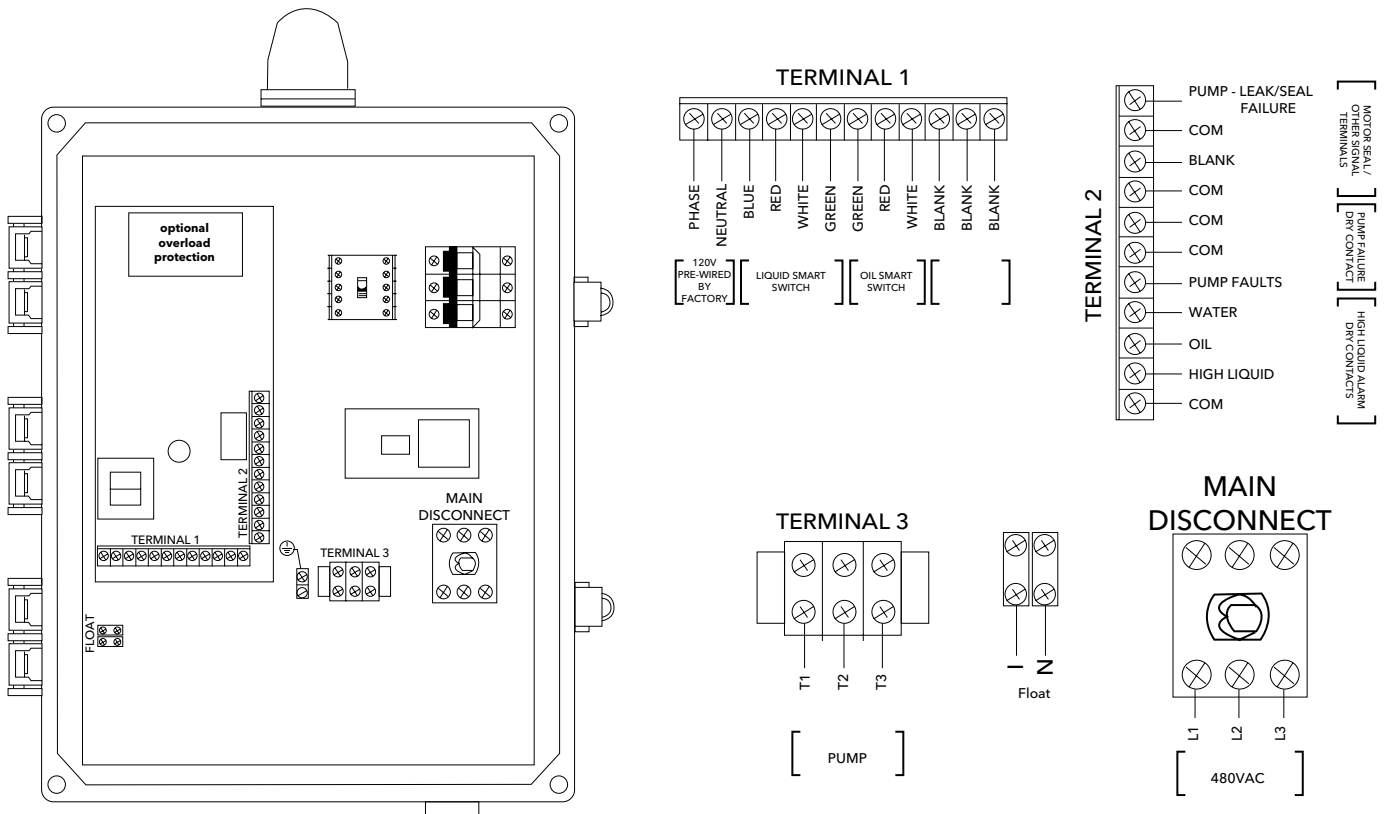 optional
overload
protection
TERMINAL 2
TERMINAL 1
TERMINAL 3
MAIN
DISCONNECT
FLOAT
TERMINAL 1
PHASE
NEUTRAL
BLUE
RED
WHITE
GREEN
GREEN
RED
WHITE
BLANK
BLANK
BLANK
120V
PRE-WIRED
BY
FACTORY
LIQUID SMART
SWITCH
OIL SMART
SWITCH
TERMINAL 2
PUMP - LEAK/SEAL
FAILURE
COM
BLANK
COM
COM
COM
PUMP FAULTS
WATER
OIL
HIGH LIQUID
COM
MOTOR SEAL /
OTHER SIGNAL
TERMINALS
PUMP FAILURE
DRY CONTACT
HIGH LIQUID ALARM
DRY CONTACTS
TERMINAL 3
T1
T2
T3
PUMP
I
N
Float
MAIN
DISCONNECT
L1
L2
L3
480VAC